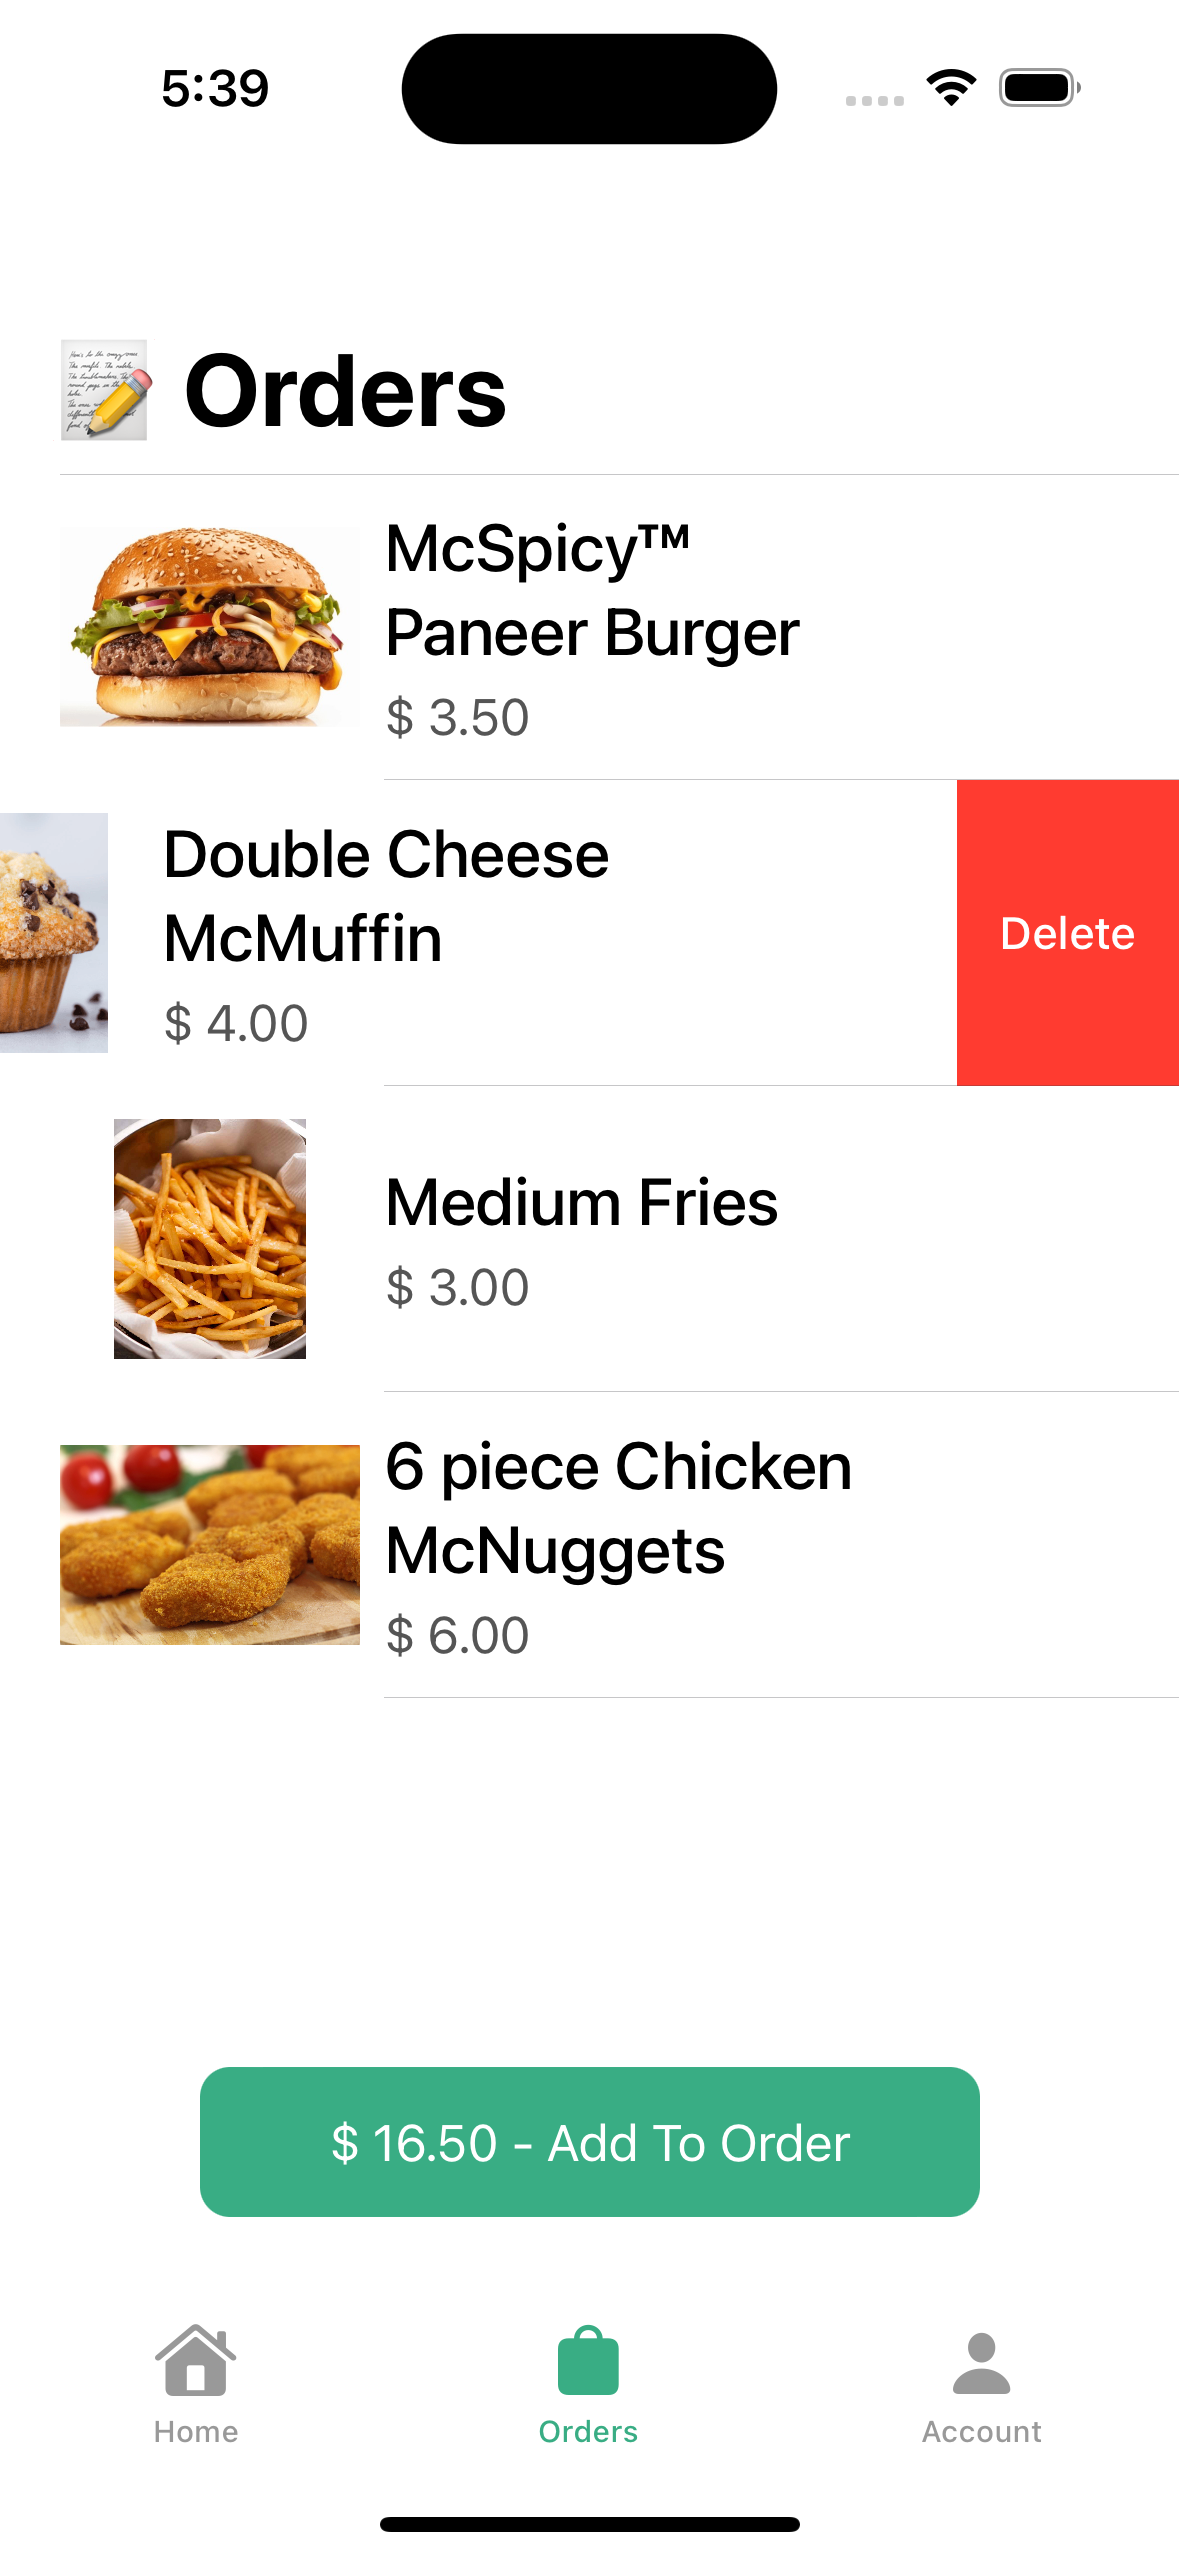 5:39
Orders
McSpicy™
Paneer Burger
$ 3.50
Double Cheese
McMuffin
$ 4.00
Delete
Medium Fries
$ 3.00
6 piece Chicken
McNuggets
$ 6.00
$ 16.50 - Add To Order
Home
Orders
Account